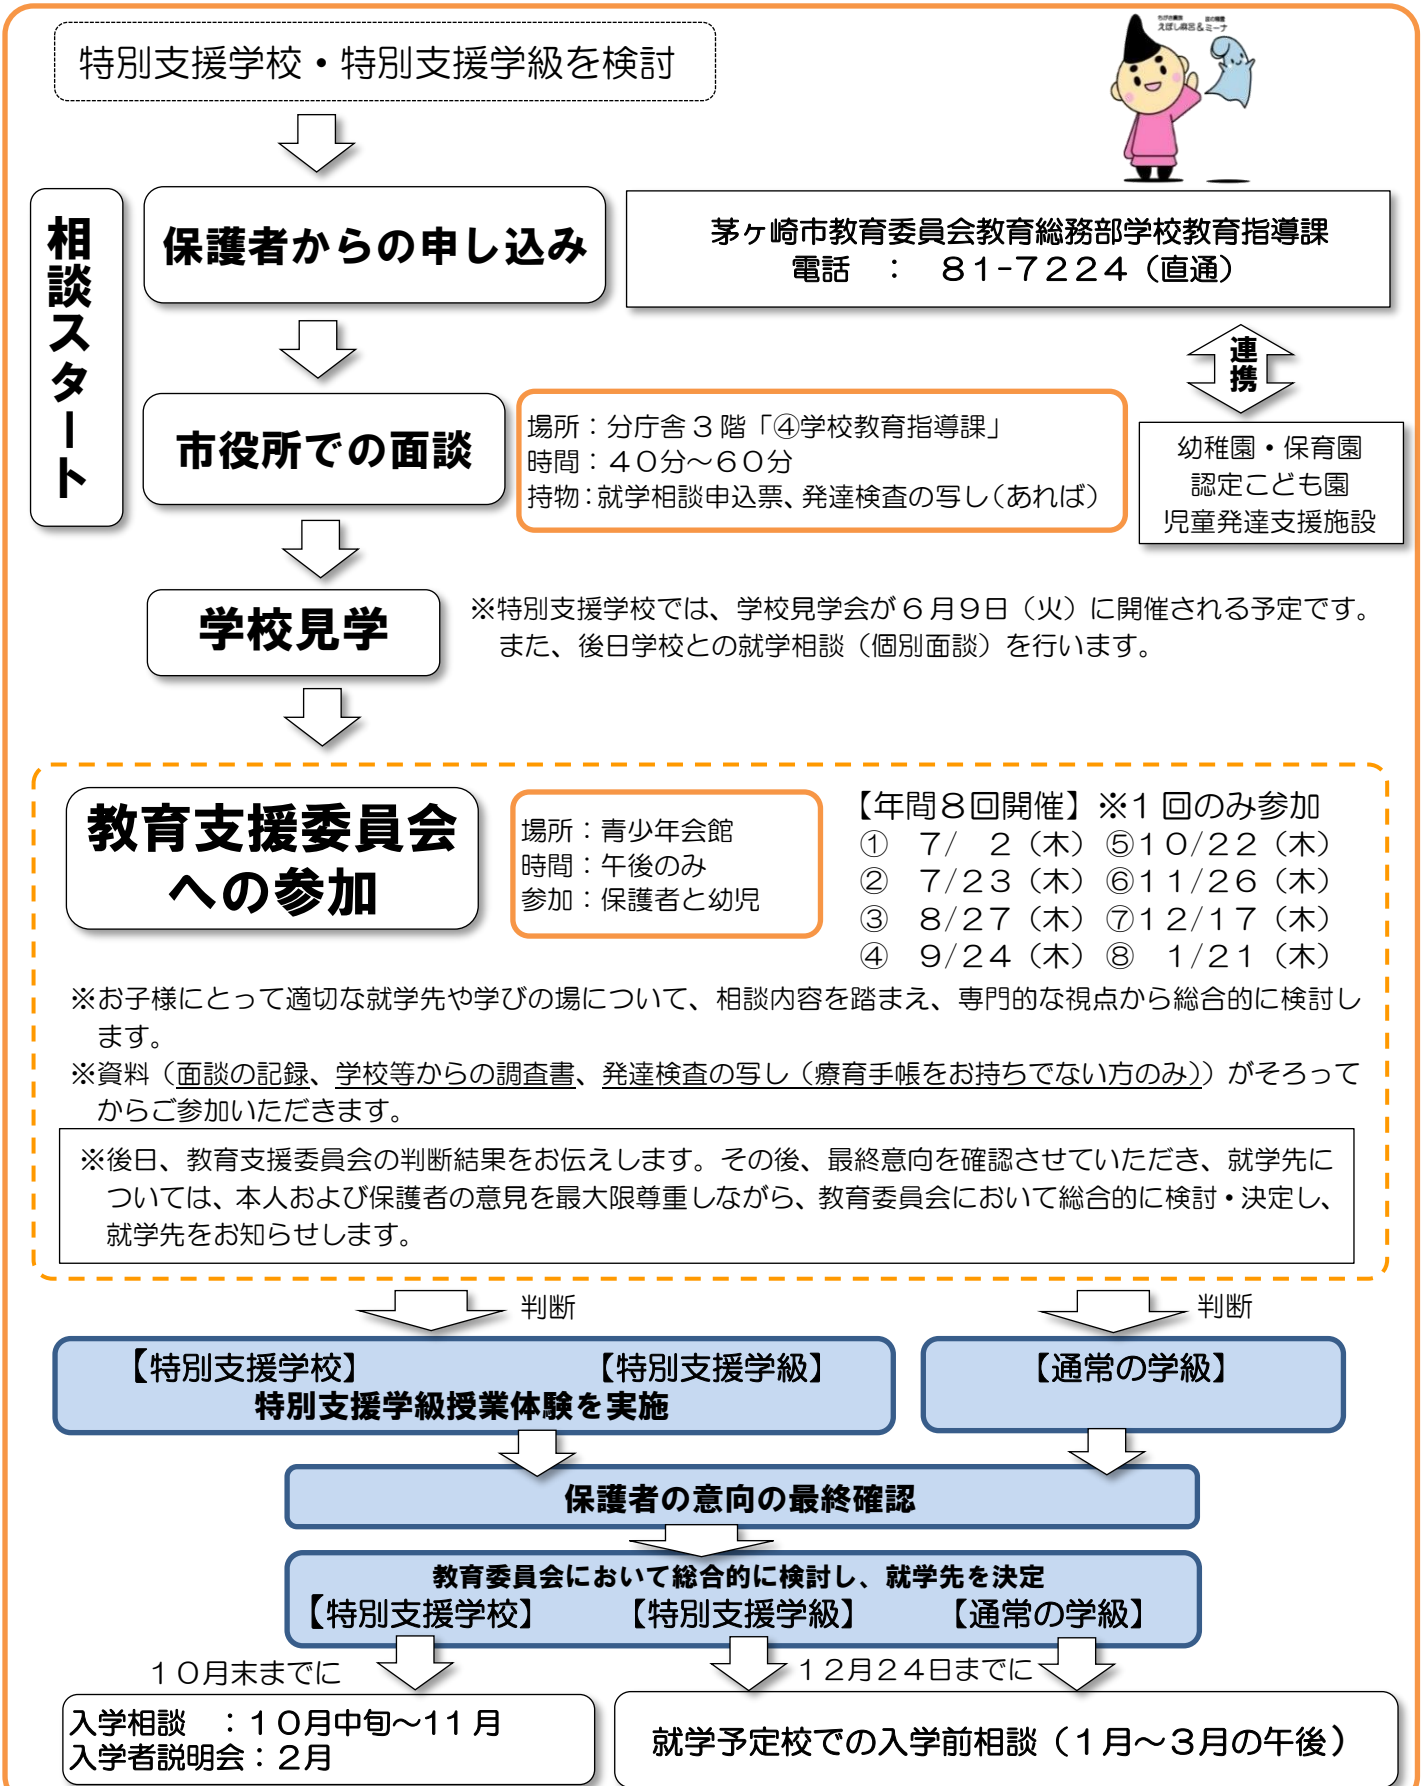 特別支援学校・特別支援学級を検討
えぼし麻呂&ミーナ
相談スタート
保護者からの申し込み
茅ヶ崎市教育委員会教育総務部学校教育指導課
電話　：　８１-７２２４（直通）
連携
市役所での面談
場所：分庁舎３階「④学校教育指導課」
時間：４０分～６０分
持物：就学相談申込票、発達検査の写し（あれば）
幼稚園・保育園
認定こども園
児童発達支援施設
学校見学
※特別支援学校では、学校見学会が６月９日（火）に開催される予定です。
また、後日学校との就学相談（個別面談）を行います。
教育支援委員会
への参加
場所：青少年会館
時間：午後のみ
参加：保護者と幼児
【年間８回開催】※１回のみ参加
①　７/　２（木）⑤１０/２２（木）
②　７/２３（木）⑥１１/２６（木）
③　８/２７（木）⑦１２/１７（木）
④　９/２４（木）⑧　１/２１（木）
※お子様にとって適切な就学先や学びの場について、相談内容を踏まえ、専門的な視点から総合的に検討し
ます。
※資料（面談の記録、学校等からの調査書、発達検査の写し（療育手帳をお持ちでない方のみ））がそろって
からご参加いただきます。
※後日、教育支援委員会の判断結果をお伝えします。その後、最終意向を確認させていただき、就学先に
ついては、本人および保護者の意見を最大限尊重しながら、教育委員会において総合的に検討・決定し、
就学先をお知らせします。
判断
判断
【特別支援学校】　【特別支援学級】
特別支援学級授業体験を実施
【通常の学級】
保護者の意向の最終確認
教育委員会において総合的に検討し、就学先を決定
【特別支援学校】　【特別支援学級】　【通常の学級】
１０月末までに
１２月２４日までに
入学相談　：１０月中旬～１１月
入学者説明会：２月
就学予定校での入学前相談（１月～３月の午後）